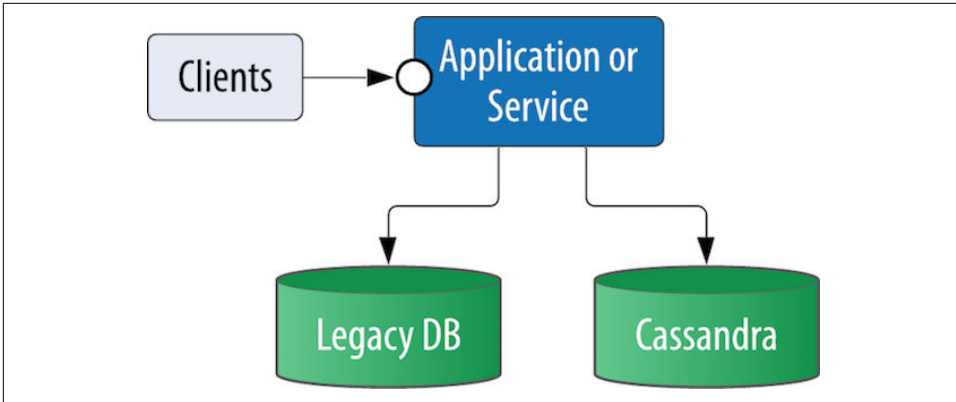 Clients
Application or
Service
Legacy DB
Cassandra